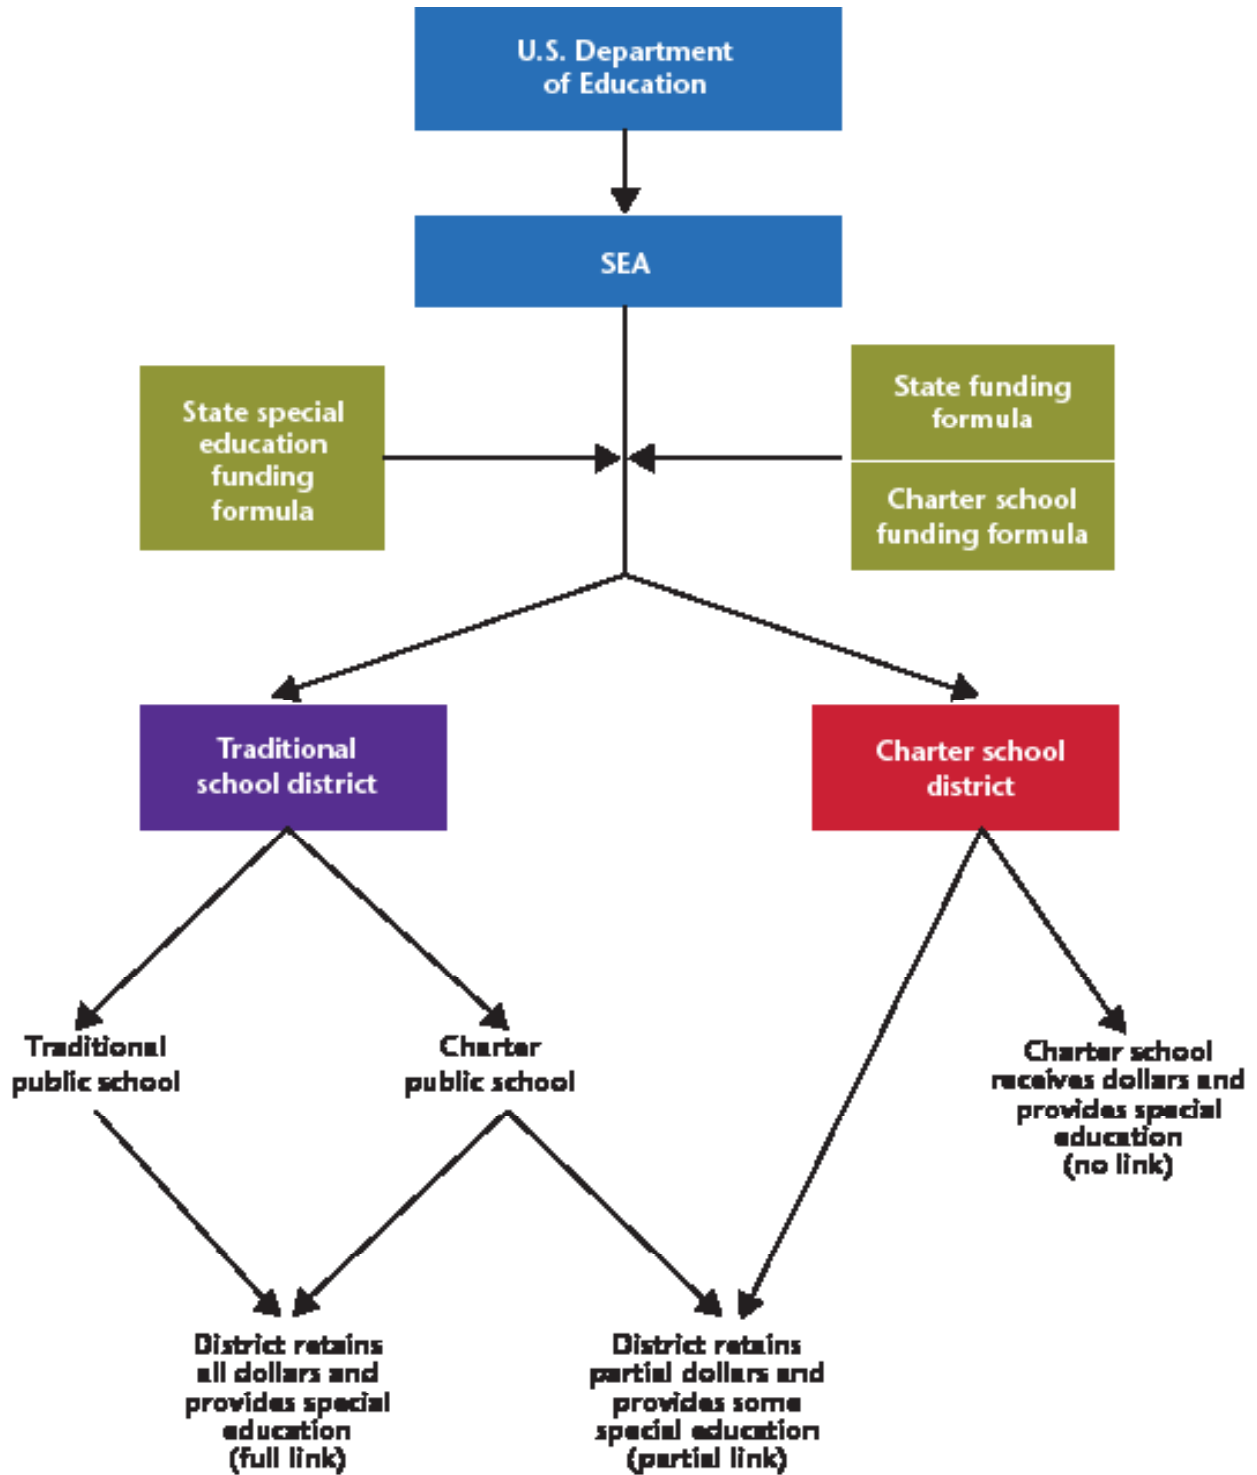 U.S. Department
of Education
SEA
State special
education
funding
formula
State funding
formula
Charter school
funding formula
Traditional
school district
Charter school
district
Traditional
public school
Charter
public school
Charter school
receives dollars and
provides special
education
(no link)
District retains
all dollars and
provides special
education
(full link)
District retains
partial dollars and
provides some
special education
(partial link)